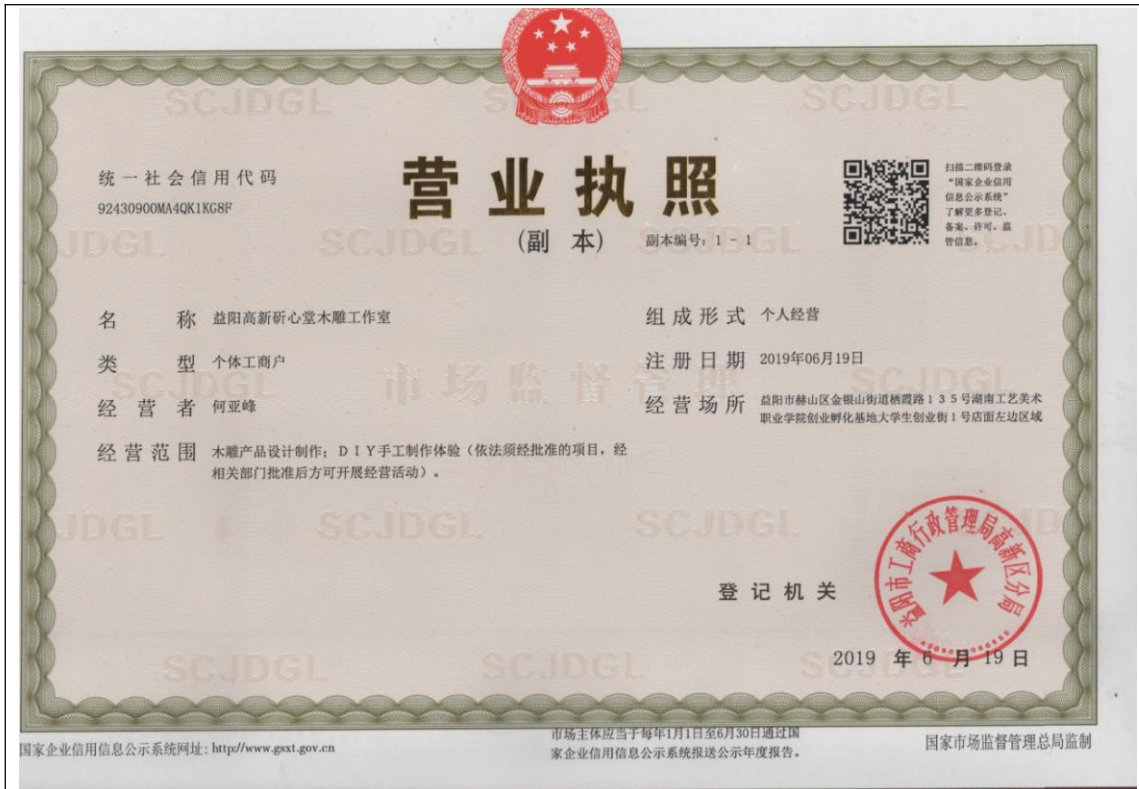 统一社会信用代码
92430900MA4QK1KG8F
营业执照
(副 本)
副本编号：1－1
扫描二维码登录
“国家企业信用
信息公示系统”
了解更多登记、
备案、许可、监
管信息。
名 称 益阳高新斫心堂木雕工作室
类 型 个体工商户
经 营 者 何亚峰
经 营 范 围 木雕产品设计制作；ＤＩＹ手工制作体验（依法须经批准的项目，经
相关部门批准后方可开展经营活动）。
组 成 形 式 个人经营
注 册 日 期 2019年06月19日
经 营 场 所 益阳市赫山区金银山街道栖霞路１３５号湖南工艺美术
职业学院创业孵化基地大学生创业街１号店面左边区域
市场监督管理
SCJDGL
登 记 机 关
益阳市工商行政管理局高新区分局
2019 年 6 月 19 日
国家企业信用信息公示系统网址：http://www.gsxt.gov.cn
市场主体应当于每年1月1日至6月30日通过国
家企业信用信息公示系统报送公示年度报告。
国家市场监督管理总局监制